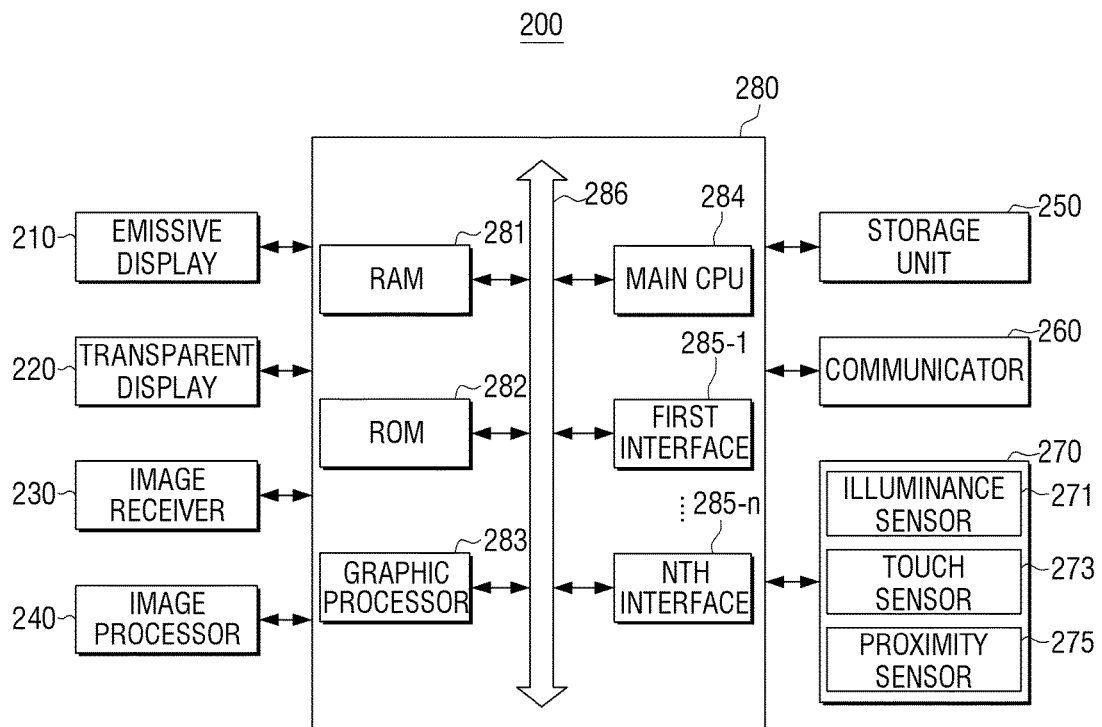 200
280
286
210
EMISSIVE
DISPLAY
281
RAM
284
MAIN CPU
250
STORAGE
UNIT
220
TRANSPARENT
DISPLAY
282
ROM
285-1
FIRST
INTERFACE
260
COMMUNICATOR
230
IMAGE
RECEIVER
285-n
270
ILLUMINANCE
SENSOR
271
240
IMAGE
PROCESSOR
283
GRAPHIC
PROCESSOR
NTH
INTERFACE
TOUCH
SENSOR
273
PROXIMITY
SENSOR
275